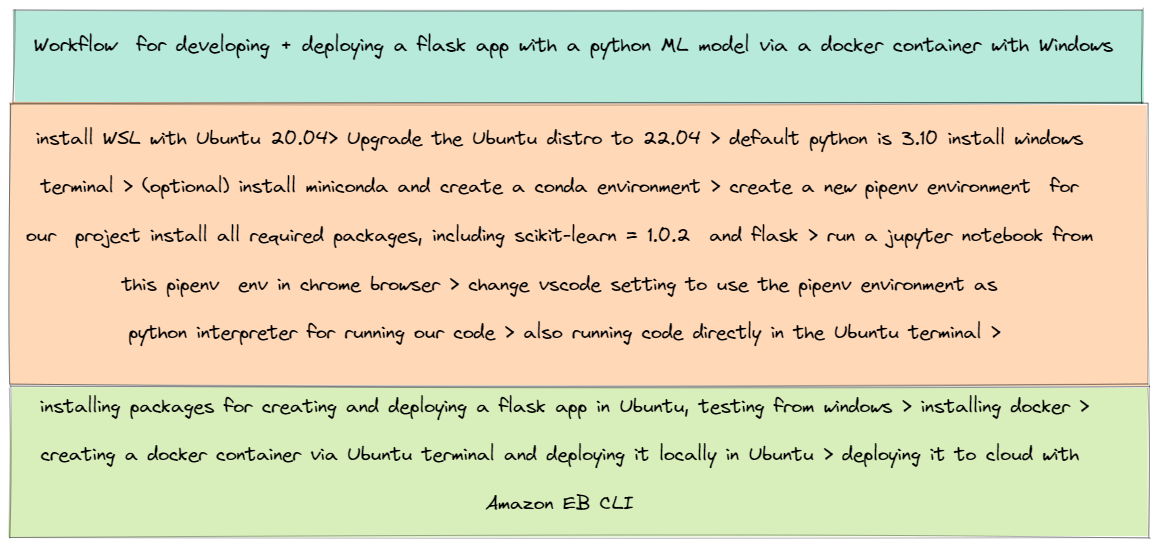 Workflow for developing + deploying a flask app with a python ML model via a docker container with Windows
install WSL with Ubuntu 20.04> Upgrade the Ubuntu distro to 22.04 > default python is 3.10 install windows
terminal > (optional) install miniconda and create a conda environment > create a new pipenv environment for
our project install all required packages, including scikit-learn = 1.0.2 and flask > run a jupyter notebook from
this pipenv env in chrome browser > change vscode setting to use the pipenv environment as
python interpreter for running our code > also running code directly in the Ubuntu terminal >
installing packages for creating and deploying a flask app in Ubuntu, testing from windows > installing docker >
creating a docker container via Ubuntu terminal and deploying it locally in Ubuntu > deploying it to cloud with
Amazon EB CLI